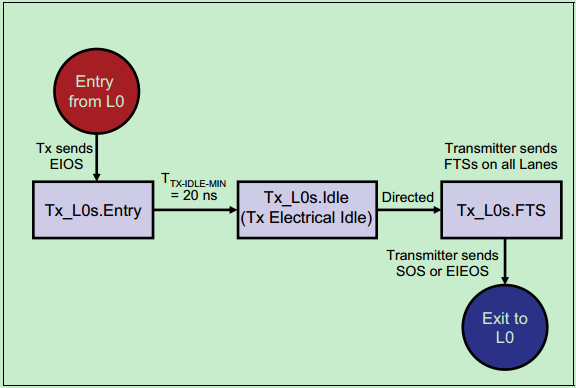 Entry
from L0
Tx sends
EIOS
Tx_L0s.Entry
T TX-IDLE-MIN
= 20 ns
Tx_L0s.Idle
(Tx Electrical Idle)
Directed
Transmitter sends
FTSs on all Lanes
Tx_L0s.FTS
Transmitter sends
SOS or EIEOS
Exit to
L0